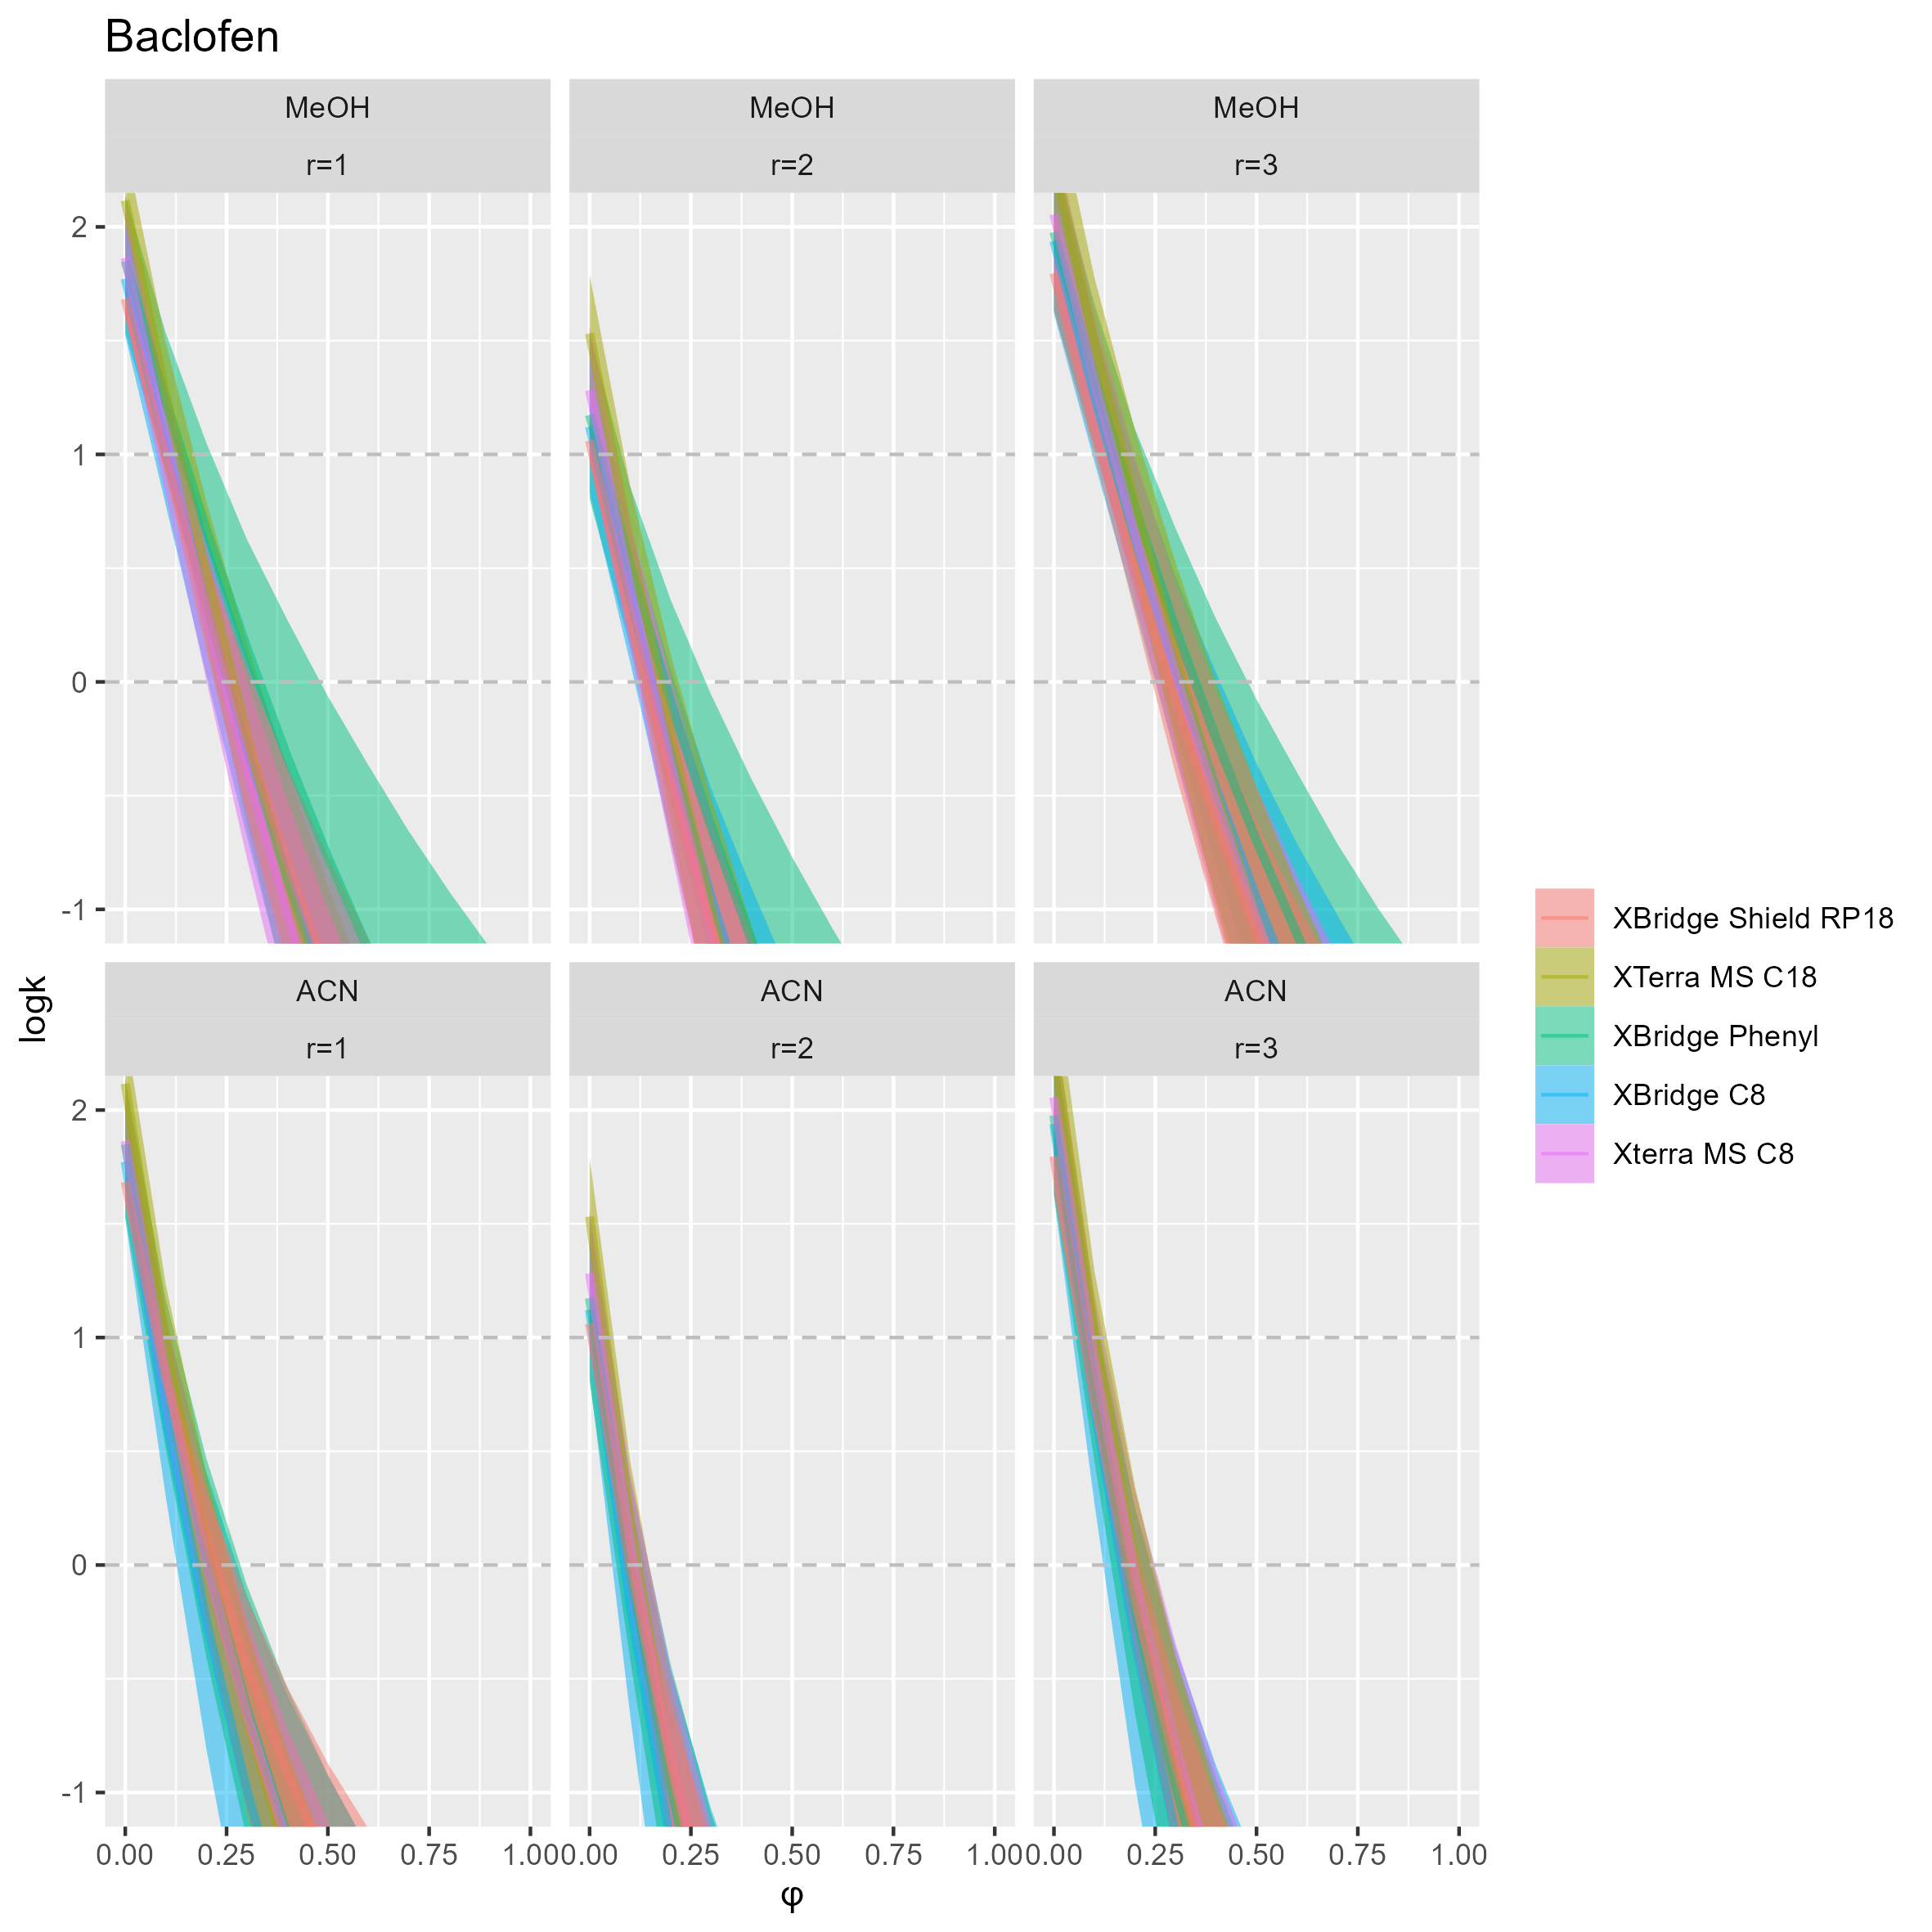 Baclofen
MeOH MeOH MeOH
r=1 r=2 r=3
2
1
0
-1
ACN ACN ACN
r=1 r=2 r=3
2
1
0
-1
0.00 0.25 0.50 0.75 1.00 0.00 0.25 0.50 0.75 1.00 0.00 0.25 0.50 0.75 1.00
φ
logk
XBridge Shield RP18
XTerra MS C18
XBridge Phenyl
XBridge C8
Xterra MS C8